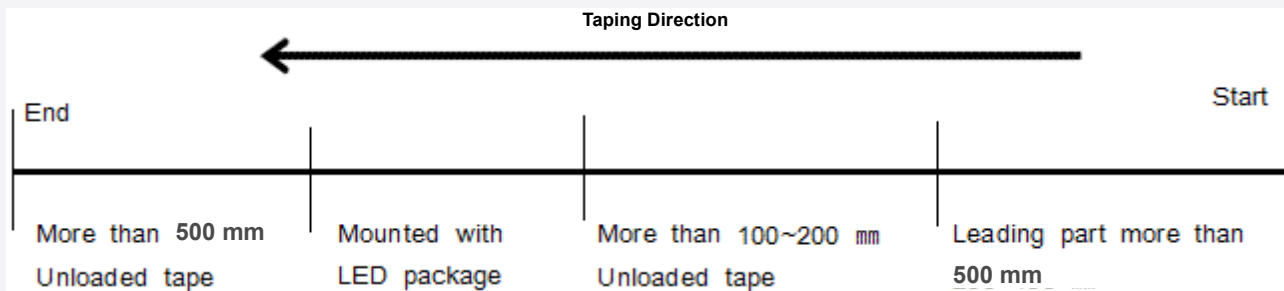 Taping Direction
End
Start
More than 500 mm
Unloaded tape
Mounted with
LED package
More than 100~200 ㎜
Unloaded tape
Leading part more than
500 mm